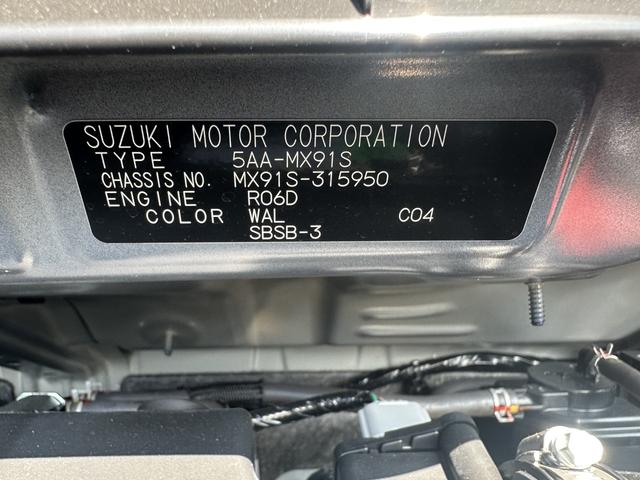 SUZUKI MOTOR CORPORATION
TYPE 5AA-MX91S
CHASSIS NO. MX91S-315950
ENGINE R06D
COLOR WAL C04
SBSB-3